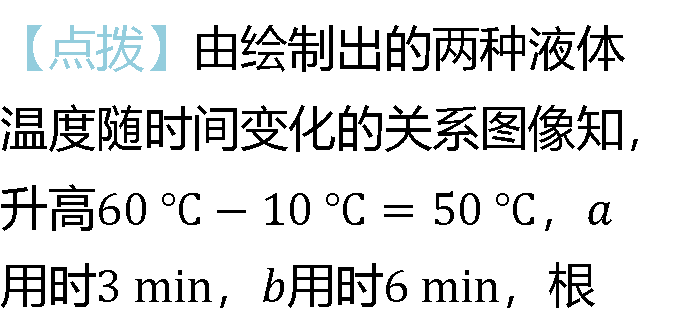 【点拨】由绘制出的两种液体
温度随时间变化的关系图像知，
升高60 ℃ − 10 ℃ = 50 ℃，a
用时3 min，b用时6 min，根